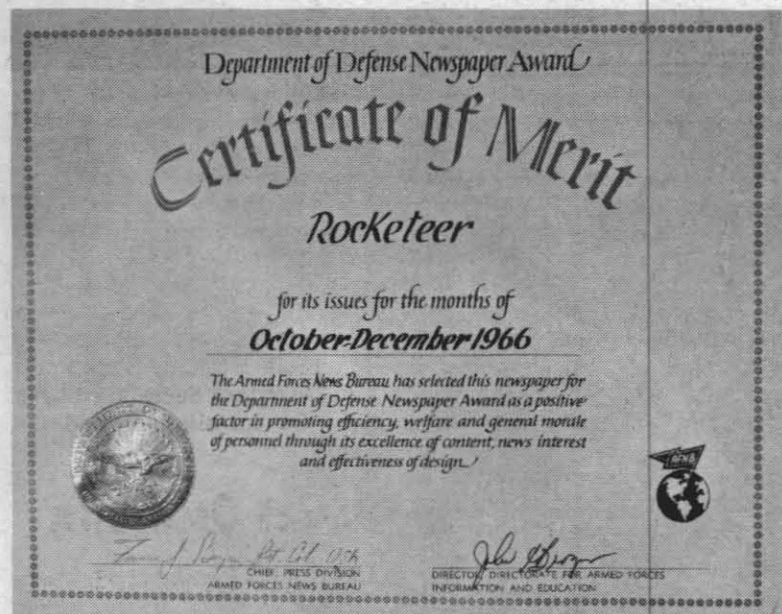 Department of Defense Newspaper Award
Certificate of Merit
Rocketeer
for its issues for the months of
October-December 1966
The Armed Forces News Bureau has selected this newspaper for
the Department of Defense Newspaper Award as a positive
factor in promoting efficiency, welfare and general morale
of personnel through its excellence of content, news interest
and effectiveness of design.
CHIEF, PRESS DIVISION
ARMED FORCES NEWS BUREAU
DIRECTOR, DIRECTORATE FOR ARMED FORCES
INFORMATION AND EDUCATION